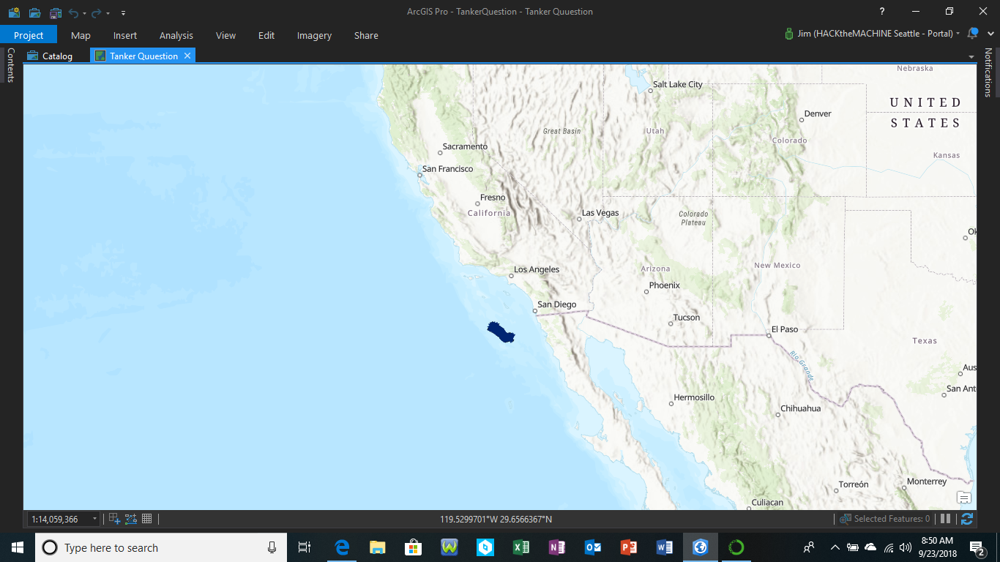 ArcGIS Pro - TankerQuestion - Tanker Quuestion
?
Project Map Insert Analysis View Edit Imagery Share
Jim (HACKtheMACHINE Seattle - Portal)
Contents
Catalog
Tanker Quuestion
Notifications
Nebraska
Salt Lake City
UNITED
STATES
Denver
Great Basin
Utah
Colorado
Sacramento
Kansas
San Francisco
Fresno
California
Las Vegas
Colorado
Plateau
Ok
Los Angeles
Arizona
New Mexico
Phoenix
San Diego
Tucson
El Paso
Texas
Rio Grande
Aus
San Ant
Hermosillo
Chihuahua
Torreón
Monterrey
Culiacan
1:14,059,366
119.5299701°W 29.6566367°N
Selected Features: 0
Type here to search
8:50 AM
9/23/2018
2